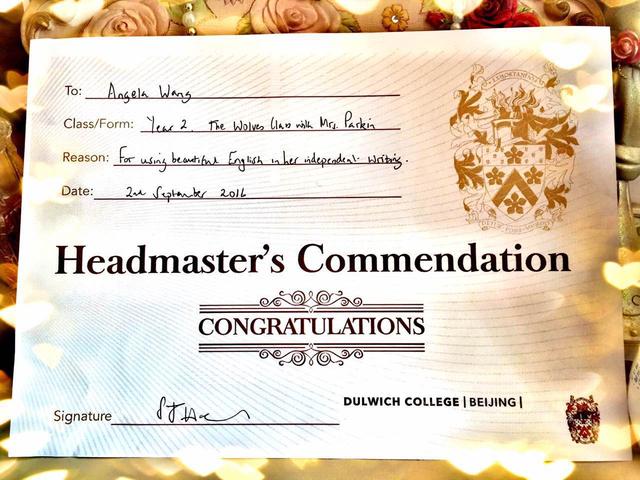 To: Angela Wang
Class/Form: Year 2. The Wolves Class with Mrs. Parkin
Reason: For using beautiful English in her independent writing.
Date: 2nd September 2016
Headmaster's Commendation
CONGRATULATIONS
DULWICH COLLEGE | BEIJING |
Signature